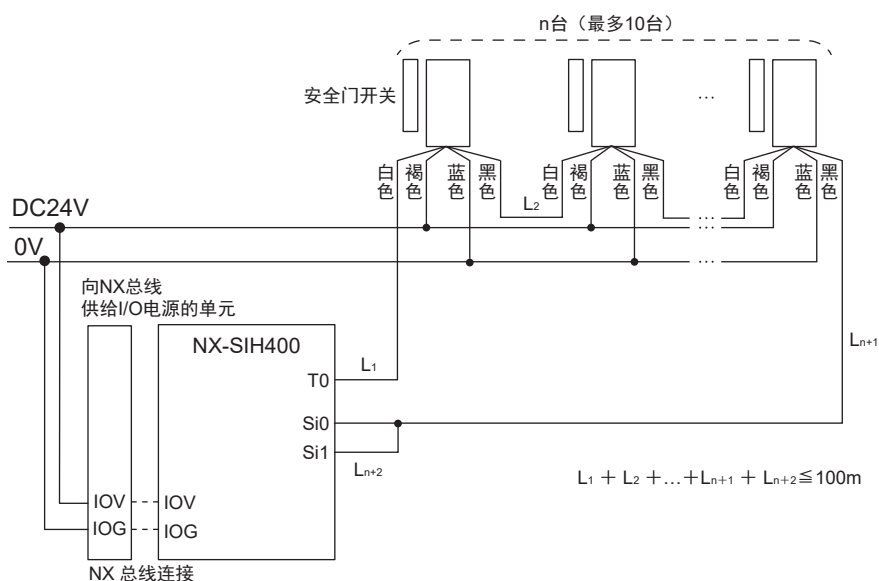 n台（最多10台）
安全门开关
…
白色
褐色
蓝色
黑色
白色
褐色
蓝色
黑色
白色
褐色
蓝色
黑色
L2
DC24V
…
0V
…
…
向NX总线
供给I/O电源的单元
NX-SIH400
L1
Ln+1
T0
Si0
Si1
Ln+2
L1 + L2 +…+Ln+1 + Ln+2≦100m
IOV
IOV
IOG
IOG
NX 总线连接